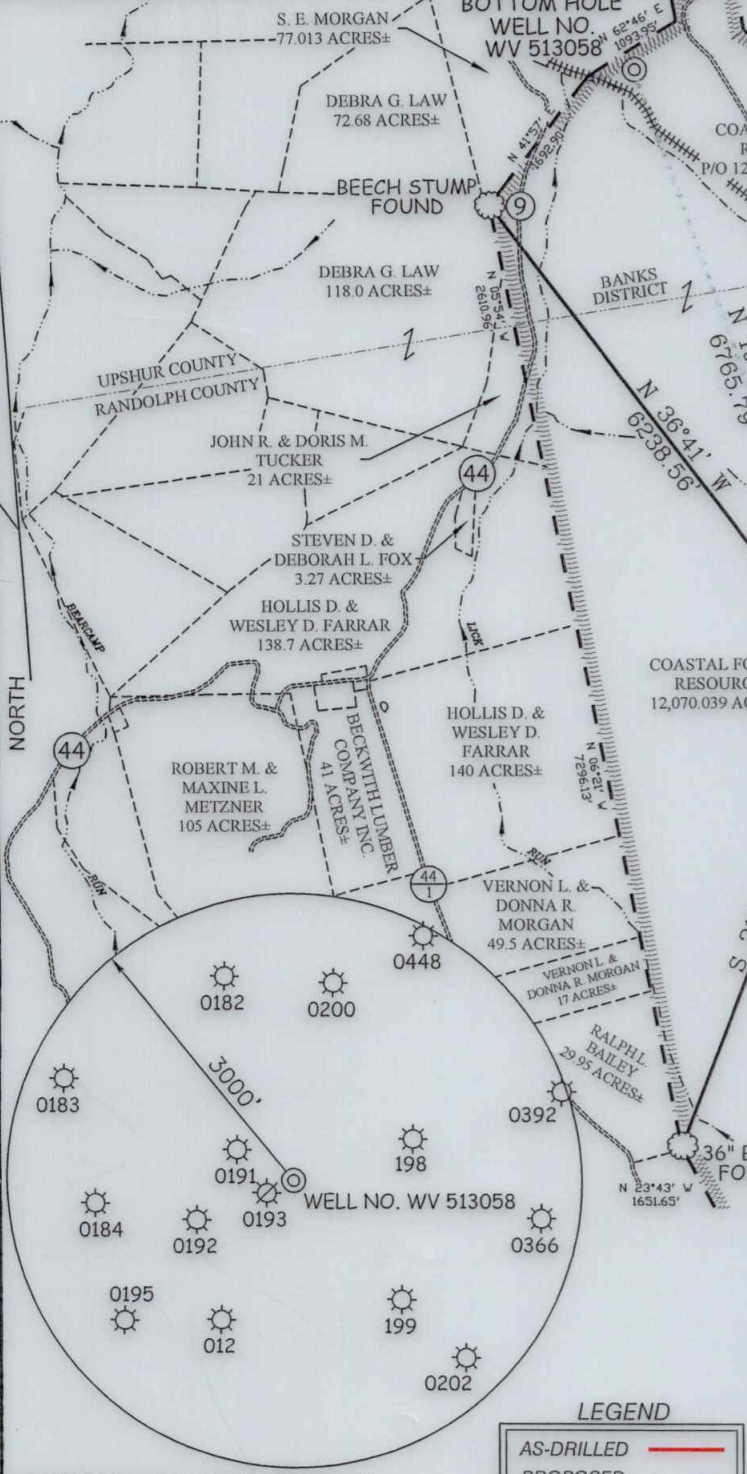 BOTTOM HOLE
WELL NO.
WV 513058
N 62°46' E
1093.95'
S. E. MORGAN
77.013 ACRES±
DEBRA G. LAW
72.68 ACRES±
N 41°57' E
1692.90'
P/O 12
BEECH STUMP
FOUND
9
DEBRA G. LAW
118.0 ACRES±
N 05°54' W
2610.96'
BANKS
DISTRICT
UPSHUR COUNTY
RANDOLPH COUNTY
6765.79
N 36°41' W
6238.56'
JOHN R. & DORIS M.
TUCKER
21 ACRES±
44
STEVEN D. &
DEBORAH L. FOX
3.27 ACRES±
HOLLIS D. &
WESLEY D. FARRAR
138.7 ACRES±
BEARCAMP
LICK
NORTH
COASTAL FO
RESOURC
12,070.039 AC
44
HOLLIS D. &
WESLEY D.
FARRAR
140 ACRES±
BECKWITH LUMBER
COMPANY INC.
41 ACRES±
ROBERT M. &
MAXINE L.
METZNER
105 ACRES±
N 06°21' W
7296.13'
RUN
RUN
44
1
VERNON L. &
DONNA R.
MORGAN
49.5 ACRES±
VERNON L. &
DONNA R. MORGAN
17 ACRES±
RALPH L.
BAILEY
29.95 ACRES±
0448
0182
0200
3000'
0183
0392
198
0191
0193
WELL NO. WV 513058
36" B
FO
N 23°43' W
1651.65'
0184
0192
0366
0195
012
199
0202
LEGEND
AS-DRILLED
PROPOSED